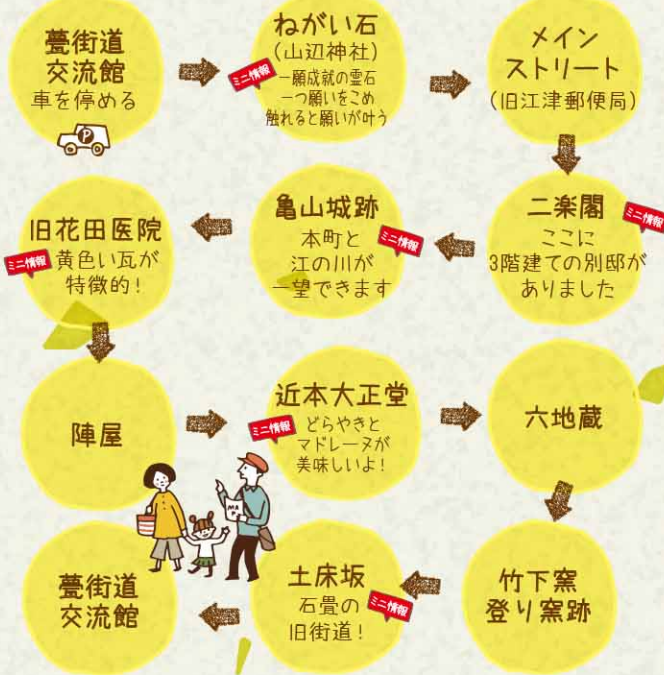 甍街道
交流館
車を停める
P
ねがい石
(山辺神社)
ミニ情報
一願成就の霊石
一つ願いをこめ
触れると願いが叶う
メイン
ストリート
(旧江津郵便局)
二楽閣
ミニ情報
ここに
3階建ての別邸が
ありました
亀山城跡
ミニ情報
本町と
江の川が
一望できます
旧花田医院
ミニ情報
黄色い瓦が
特徴的!
陣屋
近本大正堂
ミニ情報
どらやきと
マドレーヌが
美味しいよ!
六地蔵
竹下窯
登り窯跡
土床坂
ミニ情報
石畳の
旧街道!
甍街道
交流館